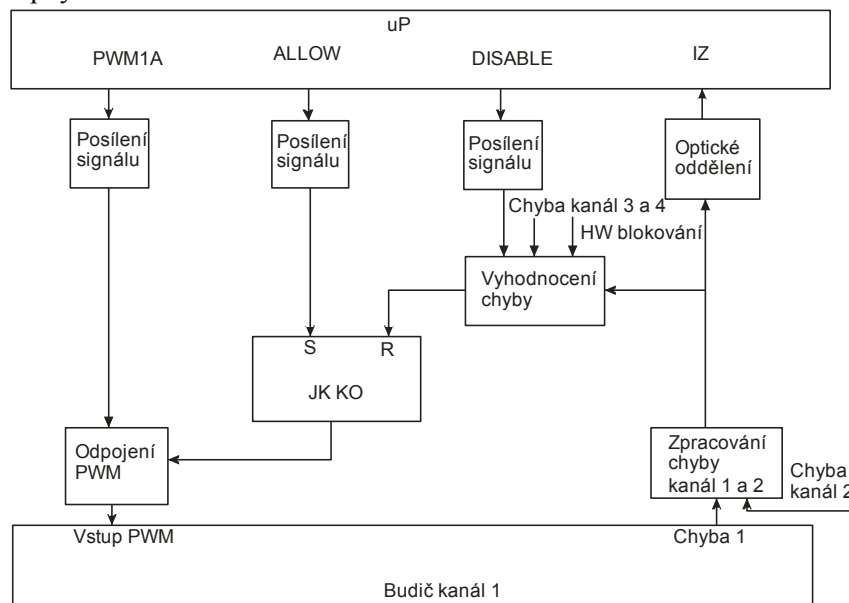 uP
PWM1A ALLOW DISABLE IZ
Posílení
signálu
Posílení
signálu
Posílení
signálu
Optické
oddělení
Chyba kanál 3 a 4
HW blokování
Vyhodnocení
chyby
S R
JK KO
Odpojení
PWM
Zpracování
chyby
kanál 1 a 2
Chyba
kanál 2
Vstup PWM
Chyba 1
Budič kanál 1